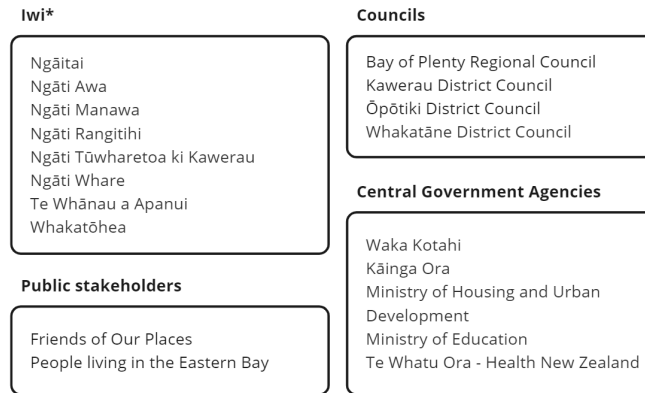 Iwi*
Ngāitai
Ngāti Awa
Ngāti Manawa
Ngāti Rangitihi
Ngāti Tūwharetoa ki Kawerau
Ngāti Whare
Te Whānau a Apanui
Whakatōhea
Public stakeholders
Friends of Our Places
People living in the Eastern Bay
Councils
Bay of Plenty Regional Council
Kawerau District Council
Ōpōtiki District Council
Whakatāne District Council
Central Government Agencies
Waka Kotahi
Kāinga Ora
Ministry of Housing and Urban
Development
Ministry of Education
Te Whatu Ora - Health New Zealand